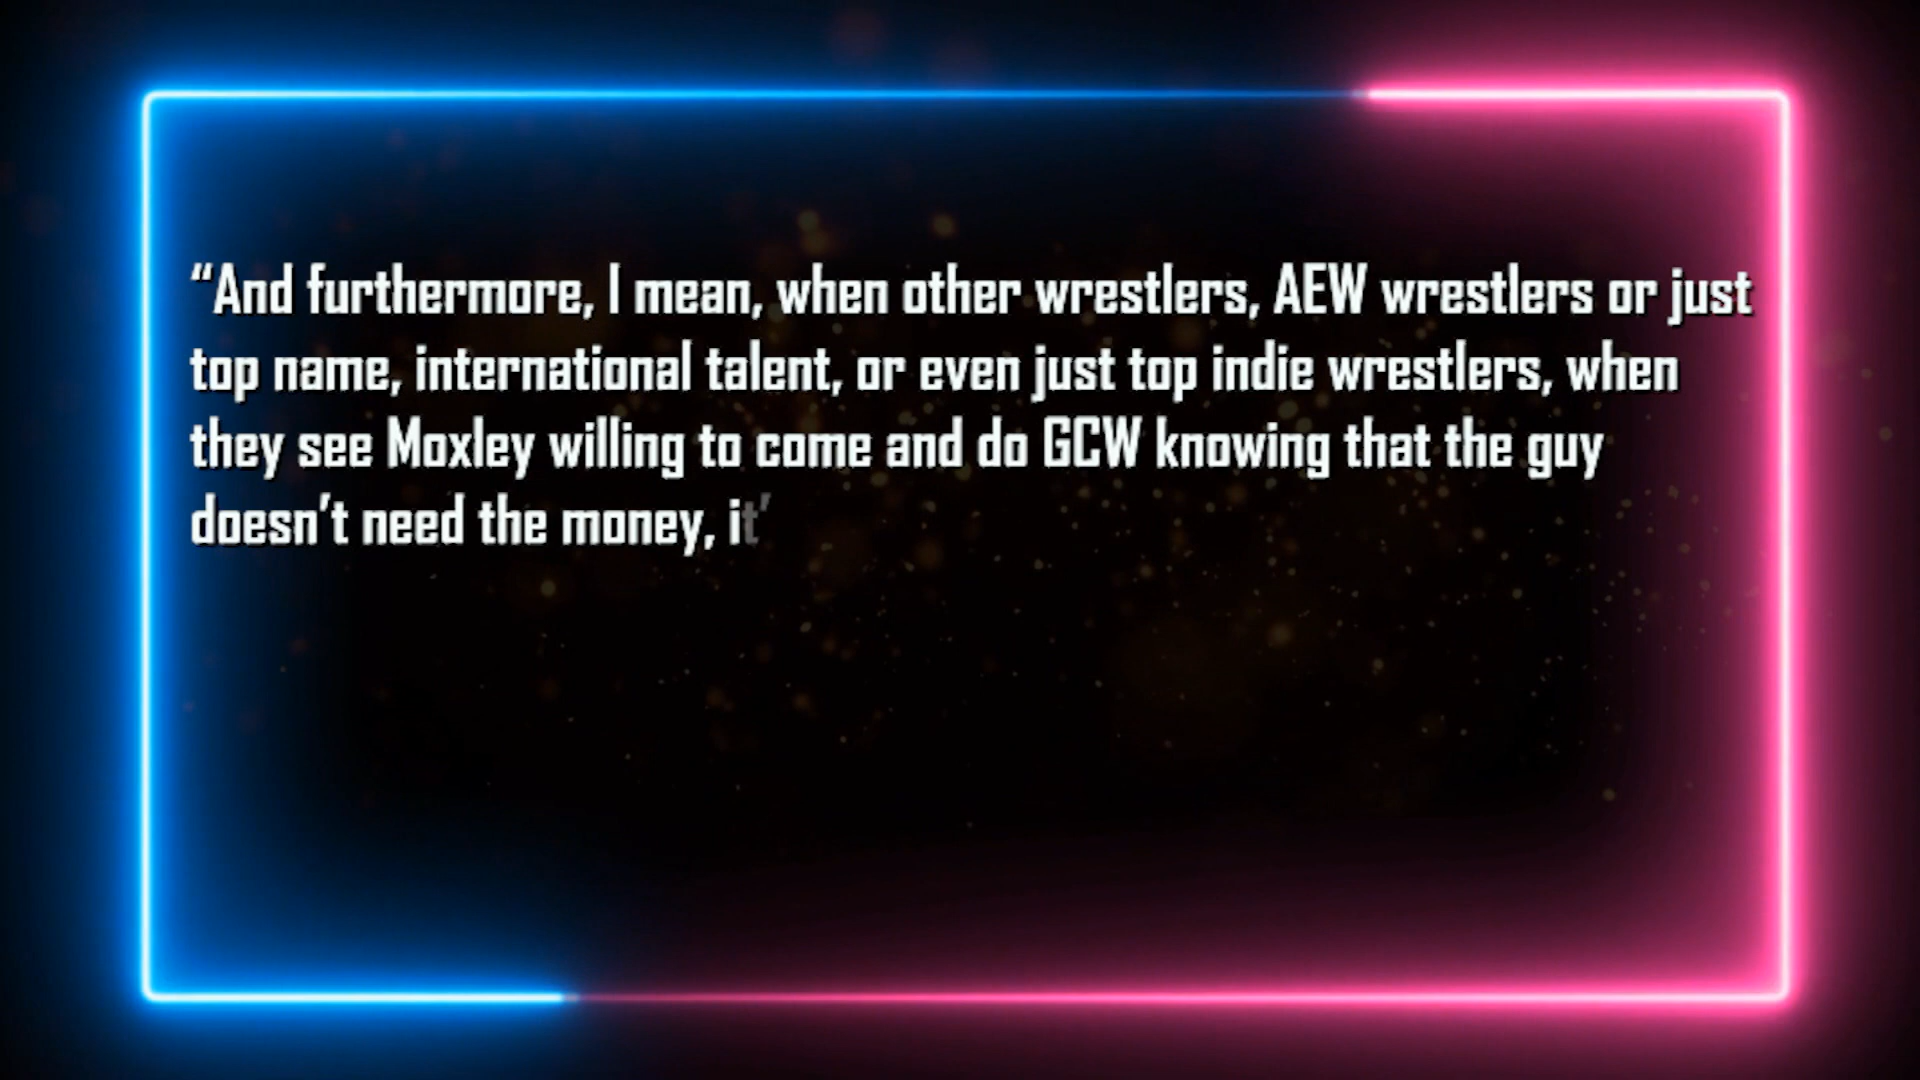 “And furthermore, I mean, when other wrestlers, AEW wrestlers or just
top name, international talent, or even just top indie wrestlers, when
they see Moxley willing to come and do GCW knowing that the guy
doesn’t need the money, it’